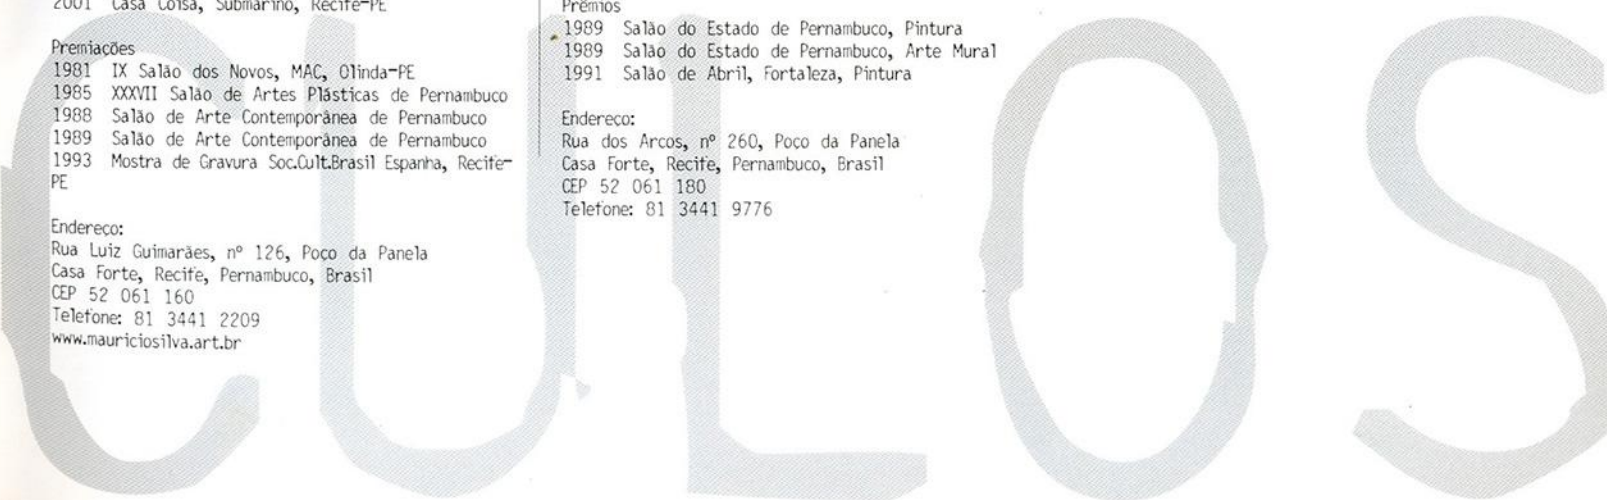 2001 Casa Coisa, Submarino, Recife-PE
Premiações
1981 IX Salão dos Novos, MAC, Olinda-PE
1985 XXXVII Salão de Artes Plásticas de Pernambuco
1988 Salão de Arte Contemporânea de Pernambuco
1989 Salão de Arte Contemporânea de Pernambuco
1993 Mostra de Gravura Soc.Cult.Brasil Espanha, Recife-
PE
Endereço:
Rua Luiz Guimarães, nº 126, Poço da Panela
Casa Forte, Recife, Pernambuco, Brasil
CEP 52 061 160
Telefone: 81 3441 2209
www.mauriciosilva.art.br
Prêmios
1989 Salão do Estado de Pernambuco, Pintura
1989 Salão do Estado de Pernambuco, Arte Mural
1991 Salão de Abril, Fortaleza, Pintura
Endereço:
Rua dos Arcos, nº 260, Poço da Panela
Casa Forte, Recife, Pernambuco, Brasil
CEP 52 061 180
Telefone: 81 3441 9776
CULOS